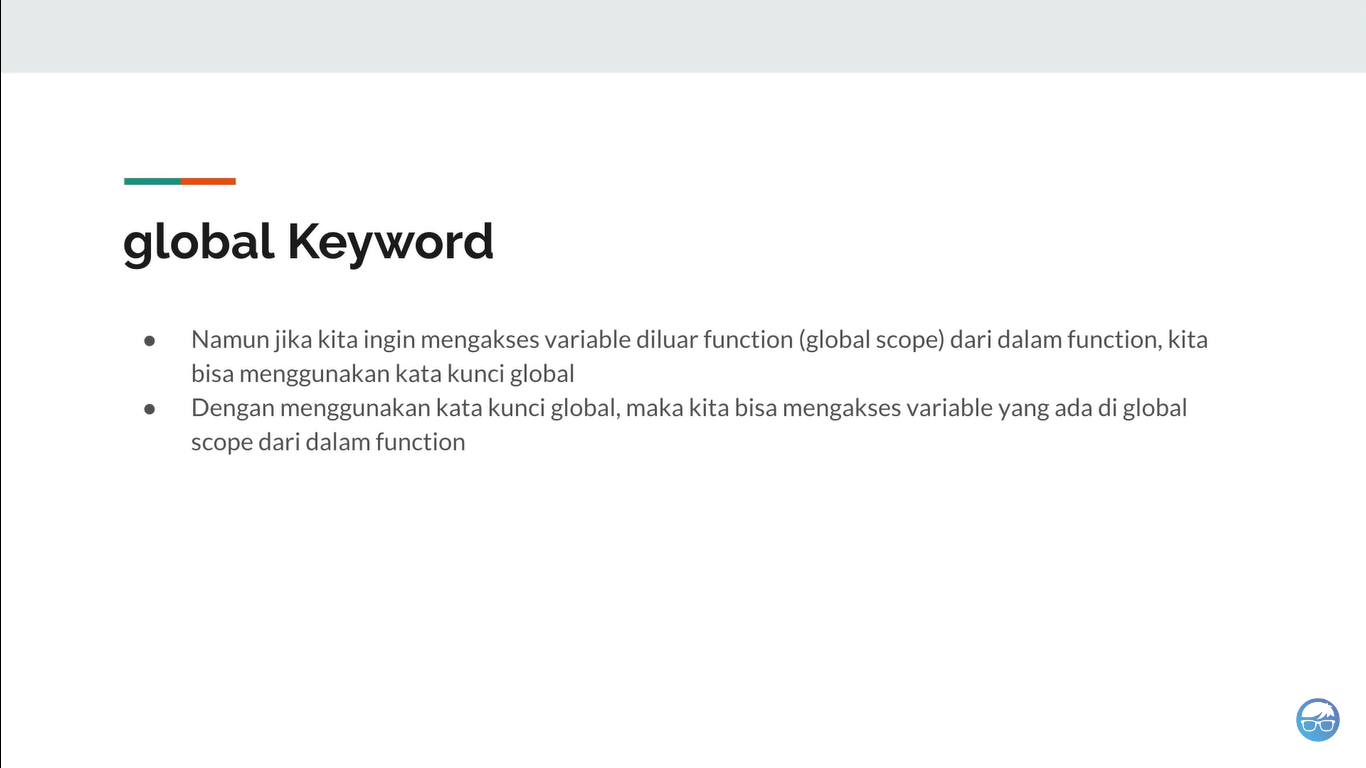 global Keyword
● Namun jika kita ingin mengakses variable diluar function (global scope) dari dalam function, kita
bisa menggunakan kata kunci global
● Dengan menggunakan kata kunci global, maka kita bisa mengakses variable yang ada di global
scope dari dalam function